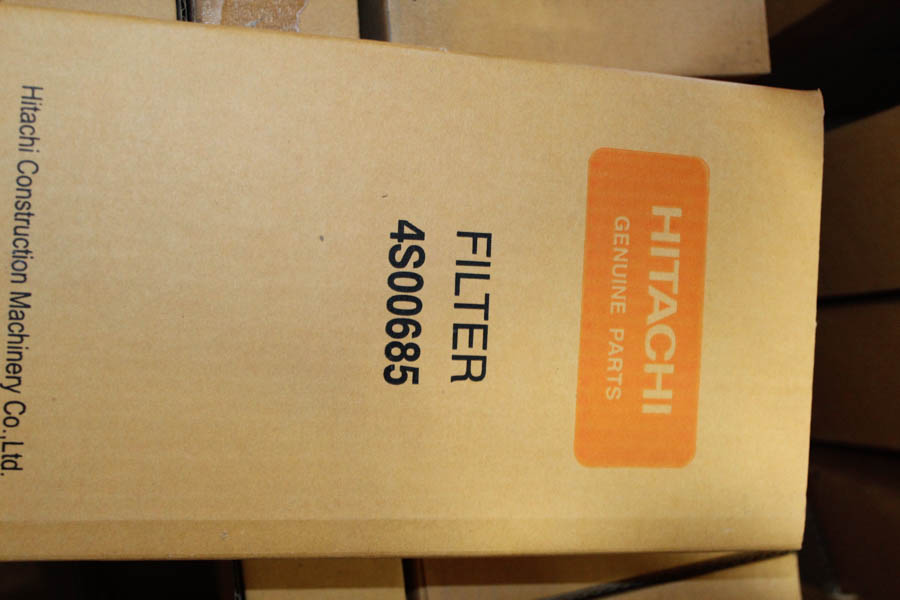 HITACHI
GENUINE PARTS
FILTER
4S00685
Hitachi Construction Machinery Co.,Ltd.